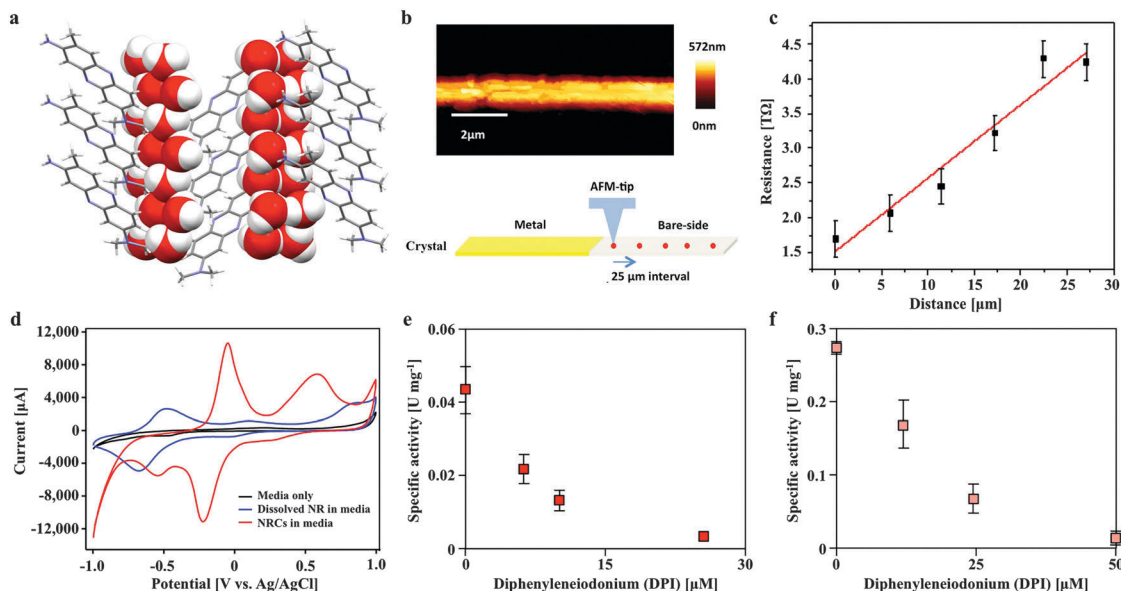 a
b
572nm
0nm
2μm
AFM-tip
Metal
Bare-side
Crystal
25 μm interval
c
Resistance [TΩ]
4.5
4.0
3.5
3.0
2.5
2.0
1.5
0 5 10 15 20 25 30
Distance [μm]
d
Current [μA]
12,000
8,000
4,000
0
-4,000
-8,000
-12,000
Media only
Dissolved NR in media
NRCs in media
-1.0 -0.5 0 0.5 1.0
Potential [V vs. Ag/AgCl]
e
Specific activity [U mg⁻¹]
0.06
0.04
0.02
0
0 15 30
Diphenyleneiodonium (DPI) [μM]
f
Specific activity [U mg⁻¹]
0.3
0.2
0.1
0
0 25 50
Diphenyleneiodonium (DPI) [μM]